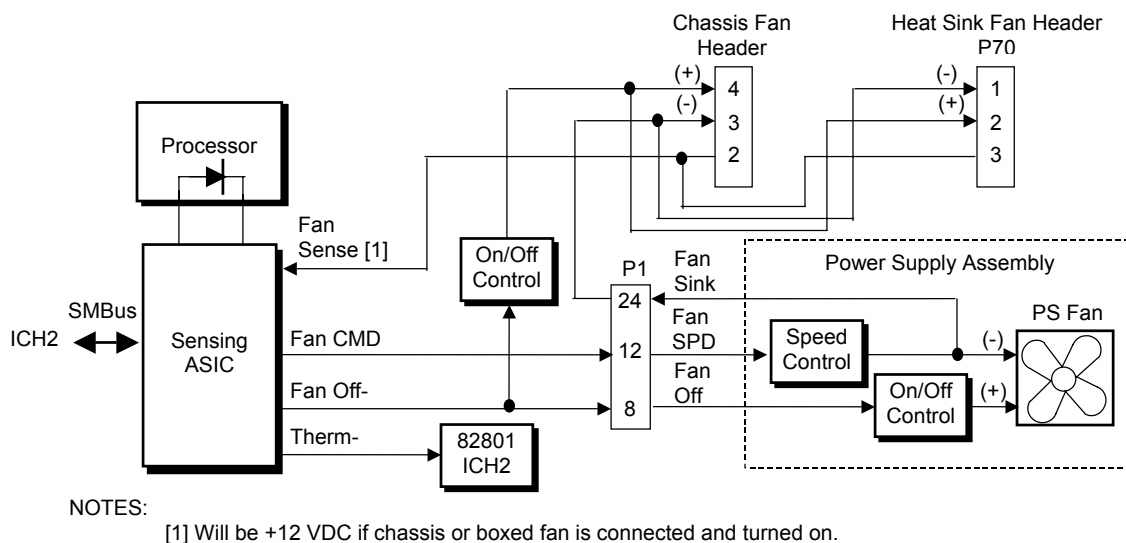 Chassis Fan
Header
Heat Sink Fan Header
P70
(+)
4
(-)
1
(-)
3
(+)
2
2
3
Processor
Fan
Sense [1]
On/Off
Control
P1
Fan
Sink
Power Supply Assembly
24
PS Fan
SMBus
ICH2
Sensing
ASIC
Fan CMD
12
Fan
SPD
Speed
Control
(-)
Fan Off-
8
Fan
Off
On/Off
Control
(+)
Therm-
82801
ICH2
NOTES:
[1] Will be +12 VDC if chassis or boxed fan is connected and turned on.